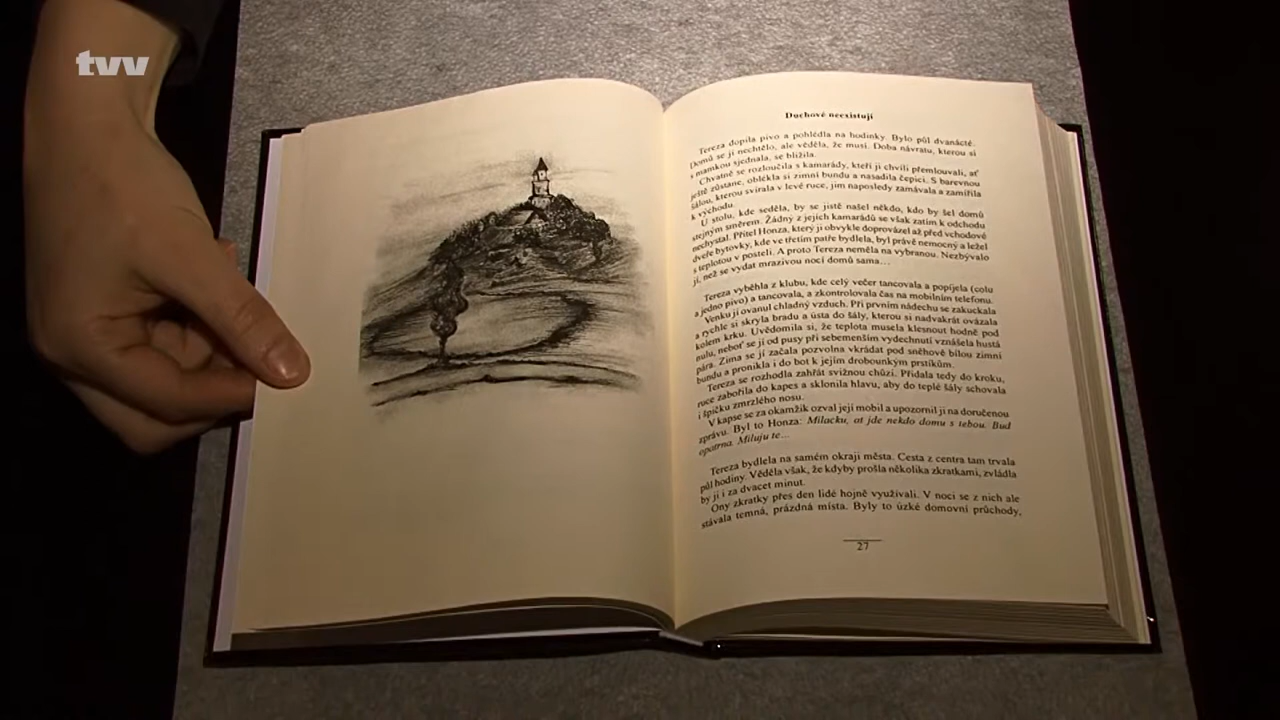 tvv
Duchové neexistují
Tereza dopila pivo a pohlédla na hodinky. Bylo půl dvanácté.
Domů se jí nechtělo, ale věděla, že musí. Doba návratu, kterou si
s mamkou sjednala, se blížila.
Chvatně se rozloučila s kamarády, kteří ji chvíli přemlouvali, ať
ještě zůstane, oblékla si zimní bundu a nasadila čepici. S barevnou
šálou, kterou svírala v levé ruce, jim naposledy zamávala a zamířila
k východu.
U stolu, kde seděla, by se jistě našel někdo, kdo by šel domů
stejným směrem. Žádný z jejích kamarádů se však zatím k odchodu
nechystal. Přítel Honza, který ji obvykle doprovázel až před vchodové
dveře bytovky, kde ve třetím patře bydlela, byl právě nemocný a ležel
s teplotou v posteli. A proto Tereza neměla na vybranou. Nezbývalo
jí, než se vydat mrazivou nocí domů sama…
Tereza vyběhla z klubu, kde celý večer tancovala a popíjela (colu
a jedno pivo) a tancovala, a zkontrolovala čas na mobilním telefonu.
Venku ji ovanul chladný vzduch. Při prvním nádechu se zakuckala
a rychle si skryla bradu a ústa do šály, kterou si nadvakrát ovázala
kolem krku. Uvědomila si, že teplota musela klesnout hodně pod
nulu, neboť se jí od pusy při sebemenším vydechnutí vznášela hustá
pára. Zima se jí začala pozvolna vkrádat pod sněhově bílou zimní
bundu a pronikla i do bot k jejím droboučkým prstíkům.
Tereza se rozhodla zahřát svižnou chůzí. Přidala tedy do kroku,
ruce zabořila do kapes a sklonila hlavu, aby do teplé šály schovala
i špičku zmrzlého nosu.
V kapse se za okamžik ozval její mobil a upozornil ji na doručenou
zprávu. Byl to Honza: Milacku, at jde nekdo domu s tebou. Bud
opatrna. Miluju te…
Tereza bydlela na samém okraji města. Cesta z centra tam trvala
půl hodiny. Věděla však, že kdyby prošla několika zkratkami, zvládla
by ji i za dvacet minut.
Ony zkratky přes den lidé hojně využívali. V noci se z nich ale
stávala temná, prázdná místa. Byly to úzké domovní průchody,
27